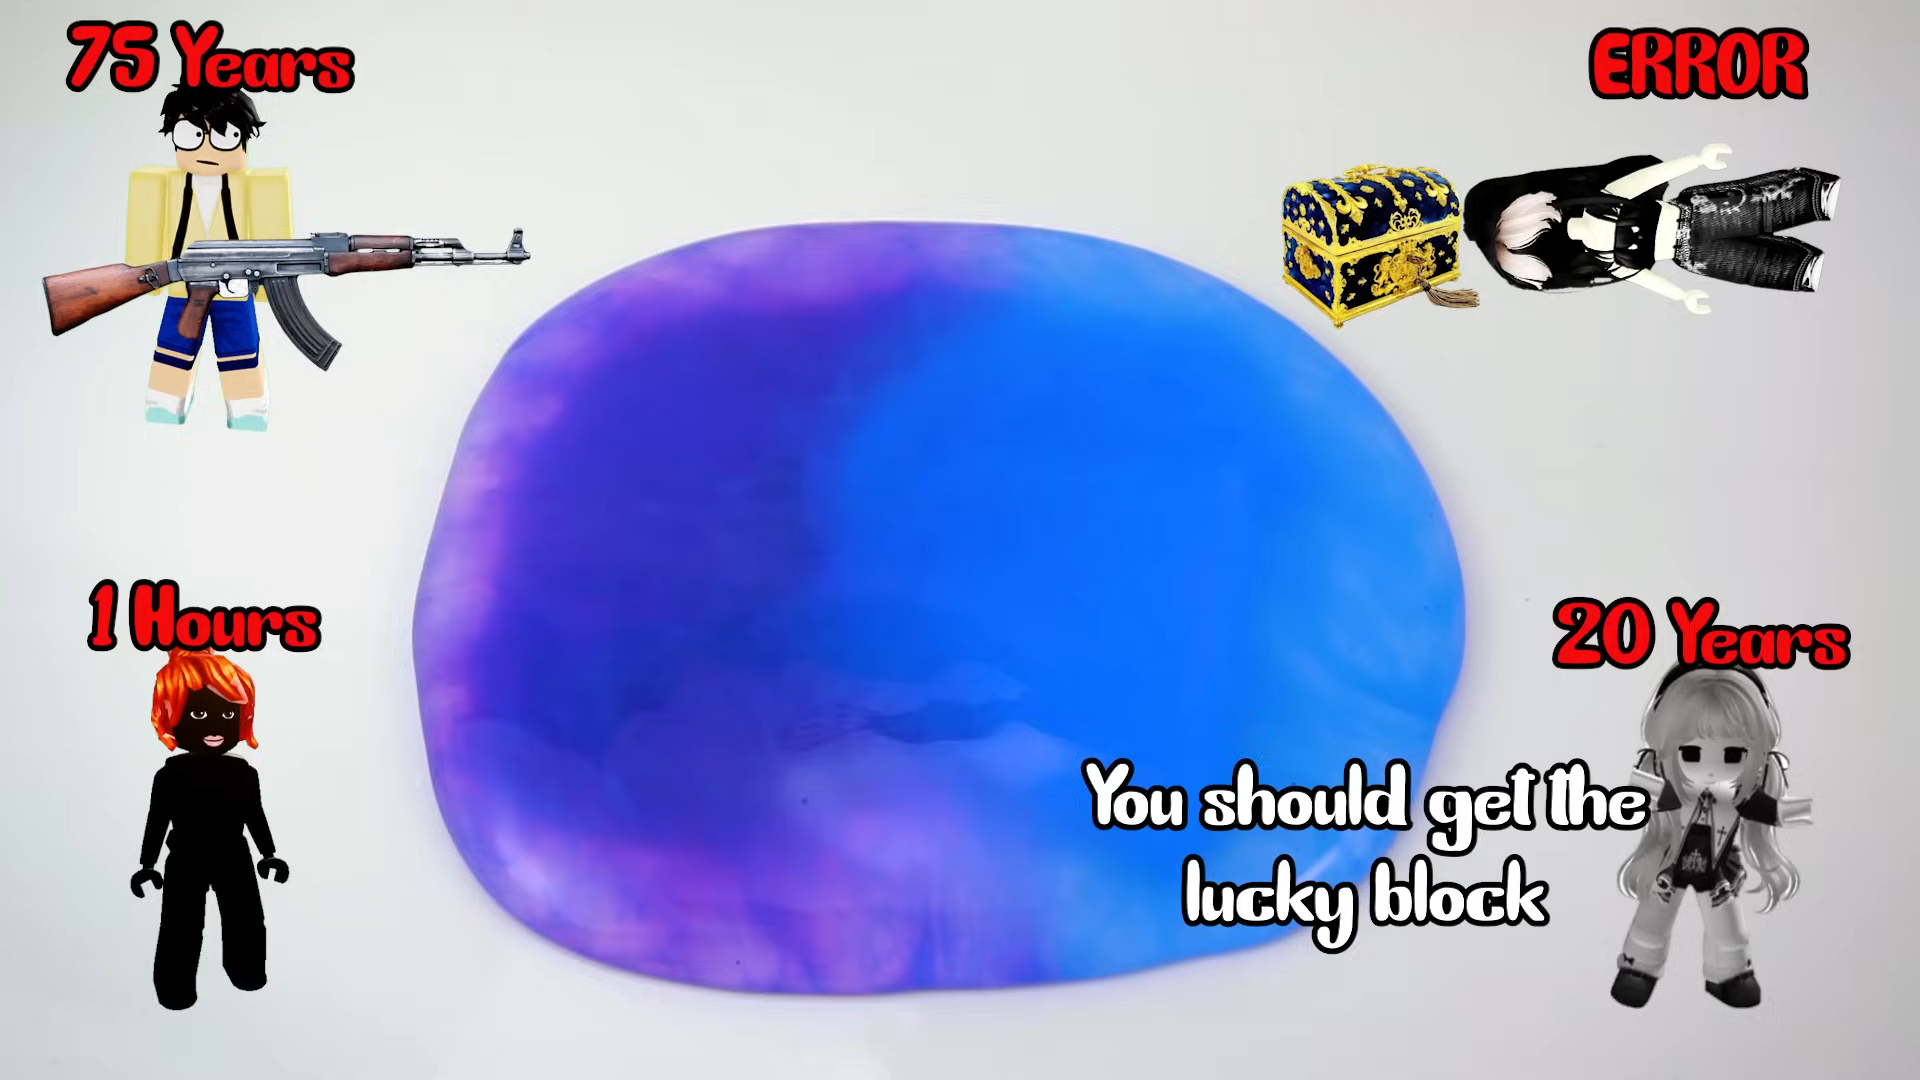 75 Years
ERROR
1 Hours
20 Years
You should get the
lucky block